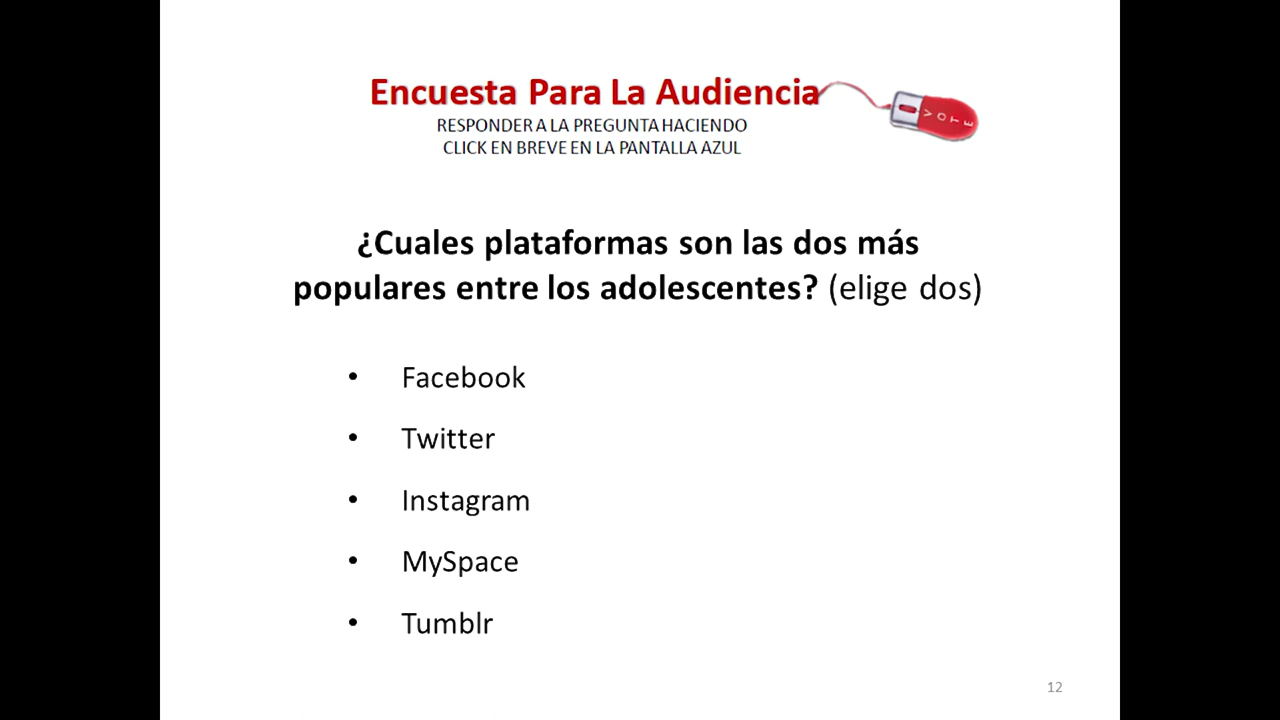 Encuesta Para La Audiencia
VOTE
RESPONDER A LA PREGUNTA HACIENDO
CLICK EN BREVE EN LA PANTALLA AZUL
¿Cuales plataformas son las dos más
populares entre los adolescentes? (elige dos)
• Facebook
• Twitter
• Instagram
• MySpace
• Tumblr
12